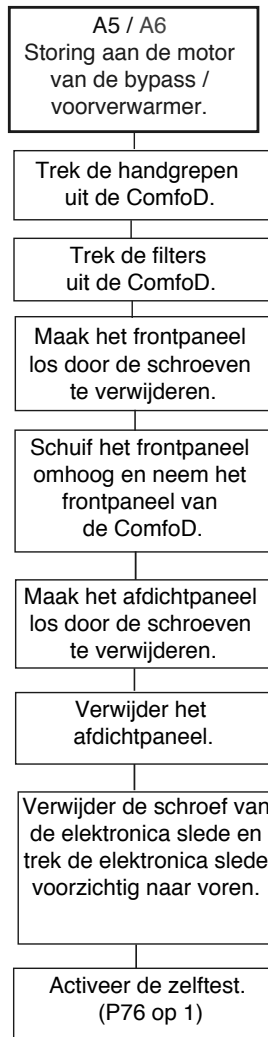 A5 / A6
Storing aan de motor
van de bypass /
voorverwarmer.
Trek de handgrepen
uit de ComfoD.
Trek de filters
uit de ComfoD.
Maak het frontpaneel
los door de schroeven
te verwijderen.
Schuif het frontpaneel
omhoog en neem het
frontpaneel van
de ComfoD.
Maak het afdichtpaneel
los door de schroeven
te verwijderen.
Verwijder het
afdichtpaneel.
Verwijder de schroef van
de elektronica slede en
trek de elektronica slede
voorzichtig naar voren.
Activeer de zelftest.
(P76 op 1)